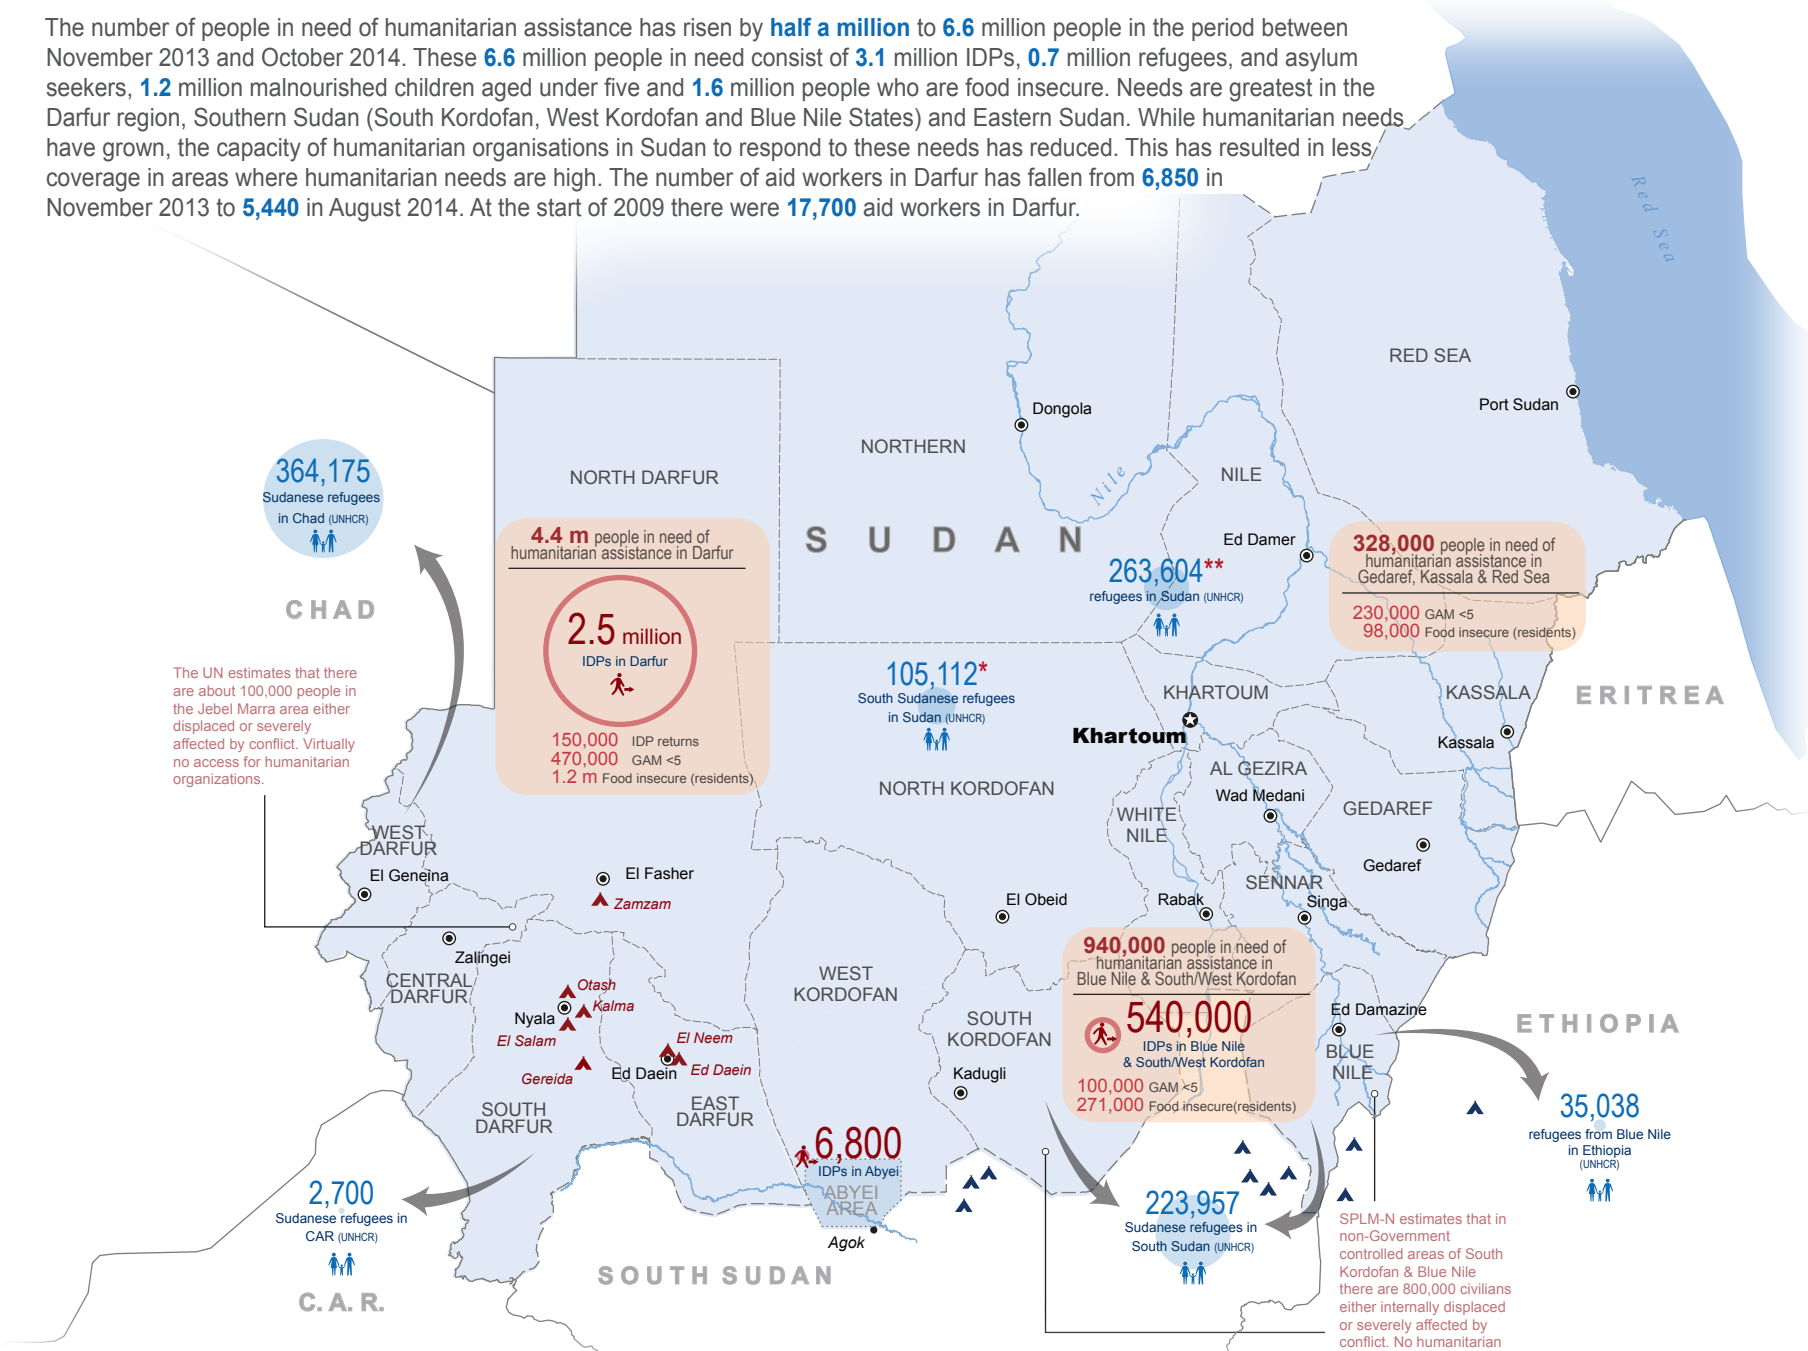 The number of people in need of humanitarian assistance has risen by half a million to 6.6 million people in the period between
November 2013 and October 2014. These 6.6 million people in need consist of 3.1 million IDPs, 0.7 million refugees, and asylum
seekers, 1.2 million malnourished children aged under five and 1.6 million people who are food insecure. Needs are greatest in the
Darfur region, Southern Sudan (South Kordofan, West Kordofan and Blue Nile States) and Eastern Sudan. While humanitarian needs
have grown, the capacity of humanitarian organisations in Sudan to respond to these needs has reduced. This has resulted in less
coverage in areas where humanitarian needs are high. The number of aid workers in Darfur has fallen from 6,850 in
November 2013 to 5,440 in August 2014. At the start of 2009 there were 17,700 aid workers in Darfur.
Red Sea
RED SEA
Port Sudan
Dongola
NORTHERN
Nile
NILE
NORTH DARFUR
SUDAN
Ed Damer
364,175
Sudanese refugees
in Chad (UNHCR)
CHAD
4.4 m people in need of
humanitarian assistance in Darfur
2.5 million
IDPs in Darfur
150,000 IDP returns
470,000 GAM <5
1.2 m Food insecure (residents)
263,604**
refugees in Sudan (UNHCR)
328,000 people in need of
humanitarian assistance in
Gedaref, Kassala & Red Sea
230,000 GAM <5
98,000 Food insecure (residents)
105,112*
South Sudanese refugees
in Sudan (UNHCR)
The UN estimates that there
are about 100,000 people in
the Jebel Marra area either
displaced or severely
affected by conflict. Virtually
no access for humanitarian
organizations.
KHARTOUM
Khartoum
KASSALA
Kassala
ERITREA
NORTH KORDOFAN
AL GEZIRA
Wad Medani
WHITE
NILE
GEDAREF
Gedaref
WEST
DARFUR
El Geneina
El Fasher
Zamzam
El Obeid
Rabak
SENNAR
Singa
Zalingei
CENTRAL
DARFUR
Otash
Kalma
Nyala
El Salam
Gereida
El Neem
Ed Daein
Ed Daein
WEST
KORDOFAN
SOUTH
KORDOFAN
Kadugli
940,000 people in need of
humanitarian assistance in
Blue Nile & South/West Kordofan
540,000
IDPs in Blue Nile
& South/West Kordofan
100,000 GAM <5
271,000 Food insecure(residents)
Ed Damazine
BLUE
NILE
ETHIOPIA
SOUTH
DARFUR
EAST
DARFUR
6,800
IDPs in Abyei
ABYEI
AREA
Agok
35,038
refugees from Blue Nile
in Ethiopia
(UNHCR)
2,700
Sudanese refugees in
CAR (UNHCR)
C. A. R.
SOUTH SUDAN
223,957
Sudanese refugees in
South Sudan (UNHCR)
SPLM-N estimates that in
non-Government
controlled areas of South
Kordofan & Blue Nile
there are 800,000 civilians
either internally displaced
or severely affected by
conflict. No humanitarian